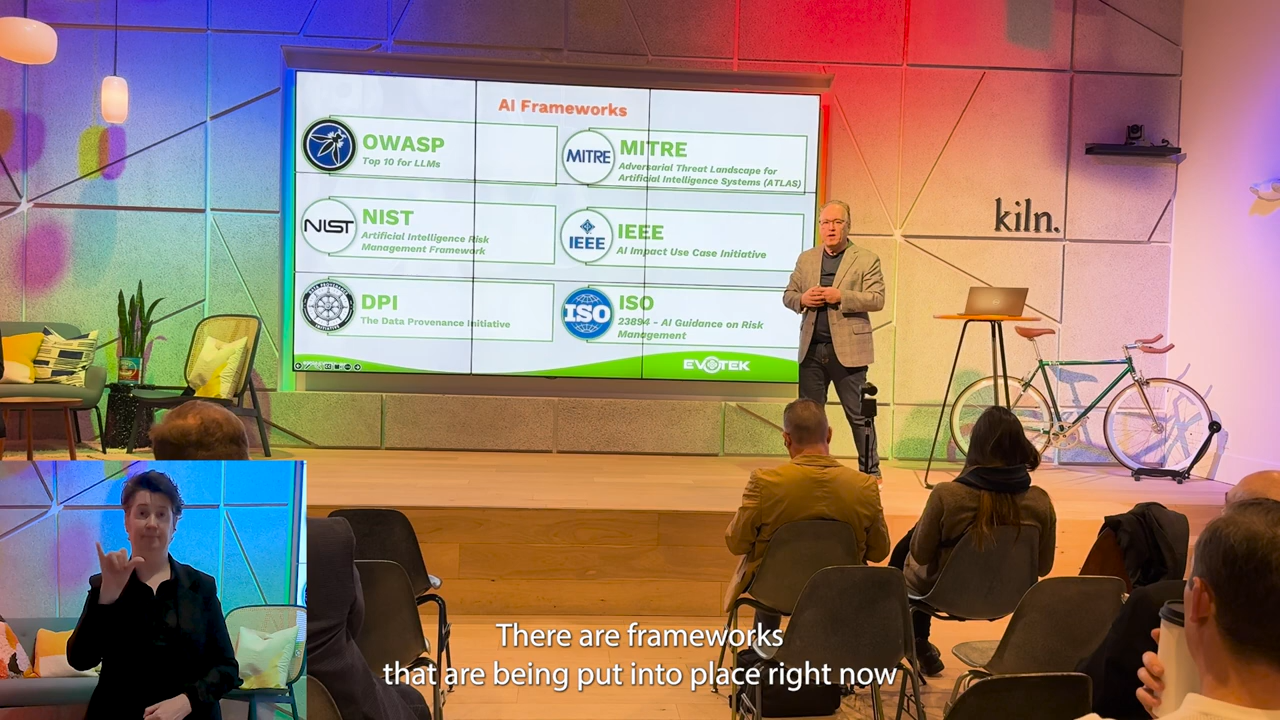 AI Frameworks
OWASP
Top 10 for LLMs
MITRE
MITRE
Adversarial Threat Landscape for
Artificial Intelligence Systems (ATLAS)
NIST
NIST
Artificial Intelligence Risk
Management Framework
IEEE
IEEE
AI Impact Use Case Initiative
DATA PROVENANCE
INITIATIVE
DPI
The Data Provenance Initiative
ISO
ISO
23894 - AI Guidance on Risk
Management
EVOTEK
kiln.
There are frameworks
that are being put into place right now